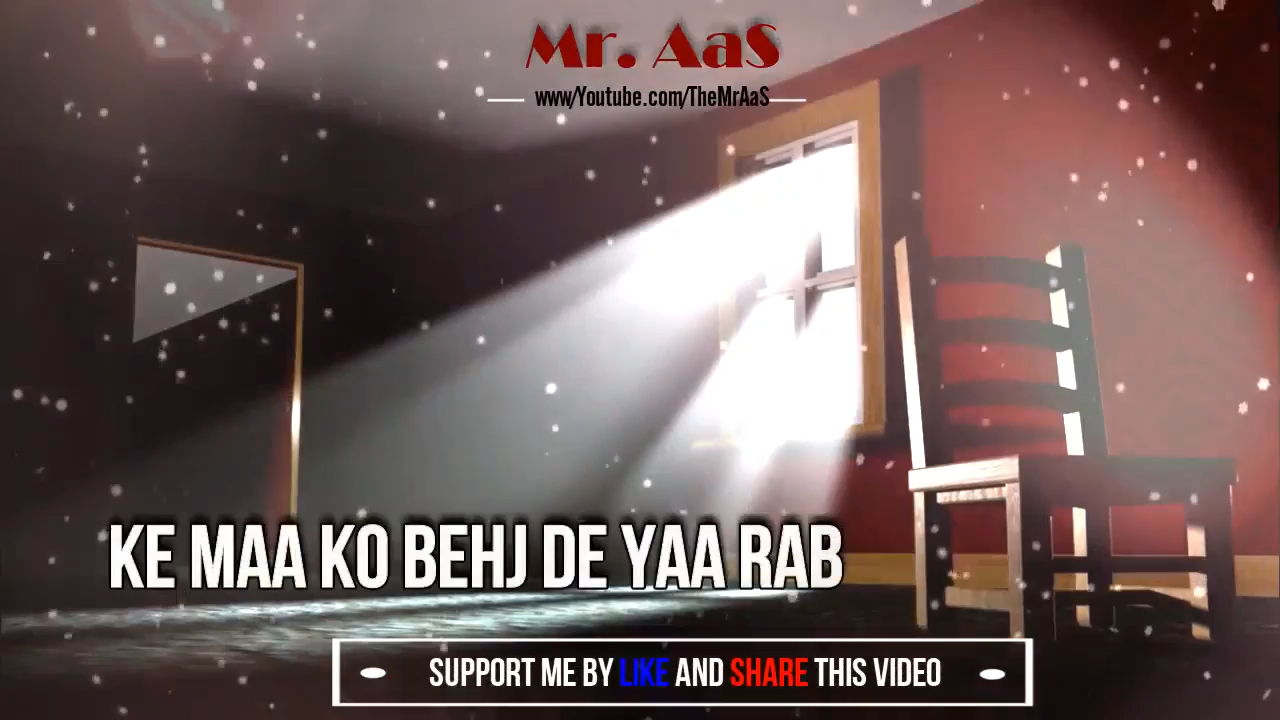 Mr. AaS
www/Youtube.com/TheMrAaS
KE MAA KO BEHJ DE YAA RAB
SUPPORT ME BY LIKE AND SHARE THIS VIDEO